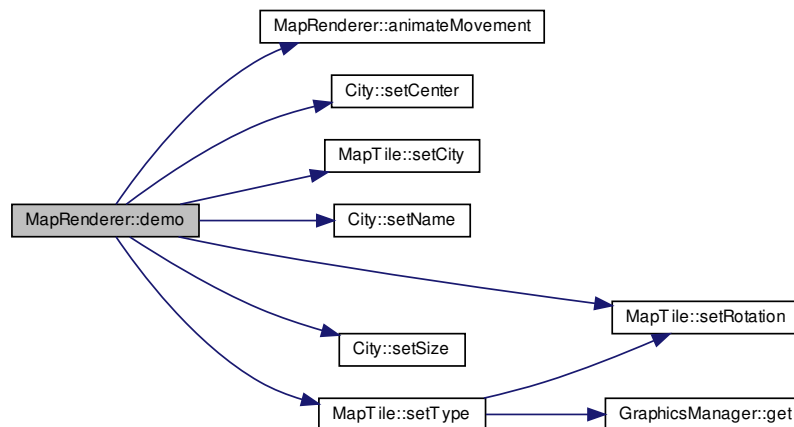 MapRenderer::animateMovement
City::setCenter
MapTile::setCity
MapRenderer::demo
City::setName
MapTile::setRotation
City::setSize
MapTile::setType
GraphicsManager::get